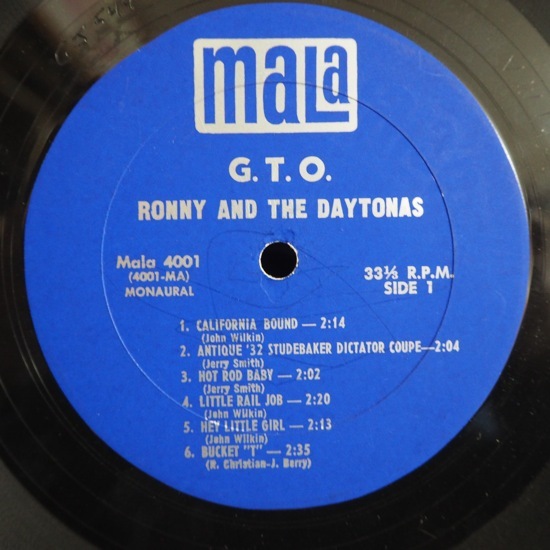 mala
G.T.O.
RONNY AND THE DAYTONAS
Mala 4001
(4001-MA)
MONAURAL
33⅓ R.P.M.
SIDE 1
1. CALIFORNIA BOUND — 2:14
(John Wilkin)
2. ANTIQUE '32 STUDEBAKER DICTATOR COUPE—2:04
(Jerry Smith)
3. HOT ROD BABY — 2:02
(Jerry Smith)
4. LITTLE RAIL JOB — 2:20
(John Wilkin)
5. HEY LITTLE GIRL — 2:13
(John Wilkin)
6. BUCKET "T" — 2:35
(R. Christian-J. Berry)